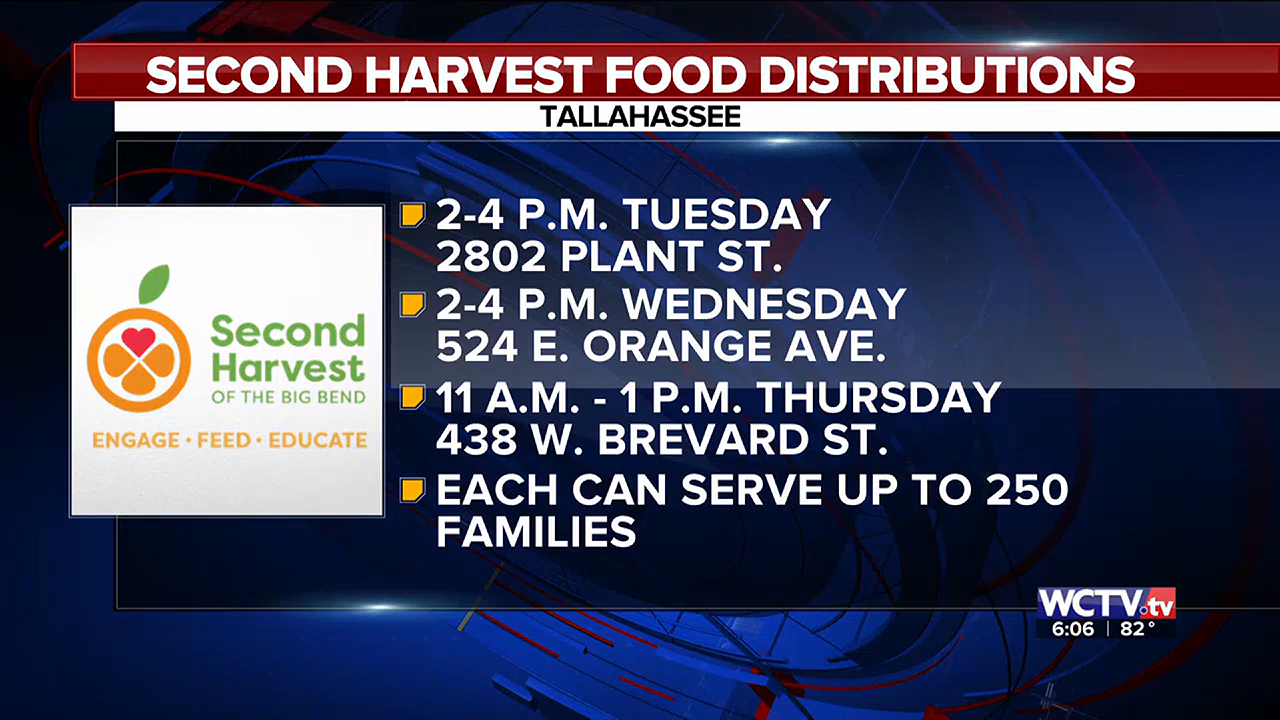 SECOND HARVEST FOOD DISTRIBUTIONS
TALLAHASSEE
Second
Harvest
OF THE BIG BEND
ENGAGE · FEED · EDUCATE
2-4 P.M. TUESDAY
2802 PLANT ST.
2-4 P.M. WEDNESDAY
524 E. ORANGE AVE.
11 A.M. - 1 P.M. THURSDAY
438 W. BREVARD ST.
EACH CAN SERVE UP TO 250
FAMILIES
WCTV.tv
6:06 | 82°